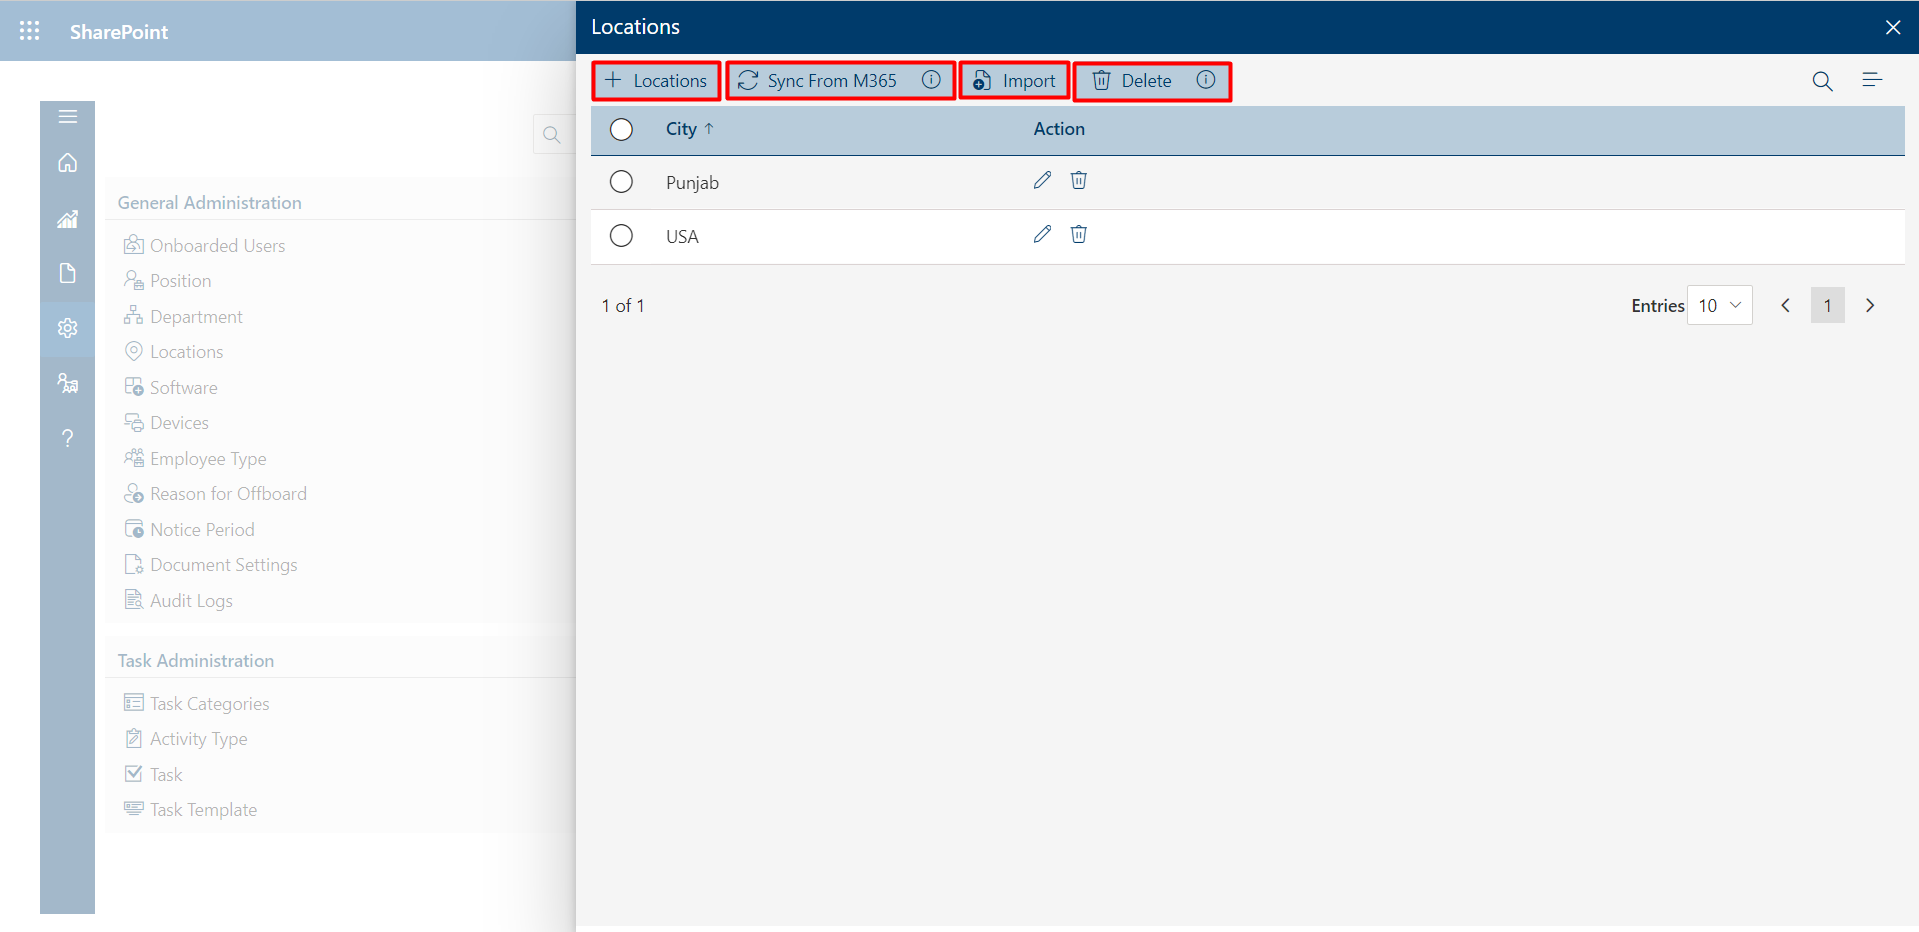 SharePoint
Locations
Locations
Sync From M365
Import
Delete
City ↑
Action
Punjab
USA
1 of 1
Entries 10
1
General Administration
Onboarded Users
Position
Department
Locations
Software
Devices
Employee Type
Reason for Offboard
Notice Period
Document Settings
Audit Logs
Task Administration
Task Categories
Activity Type
Task
Task Template